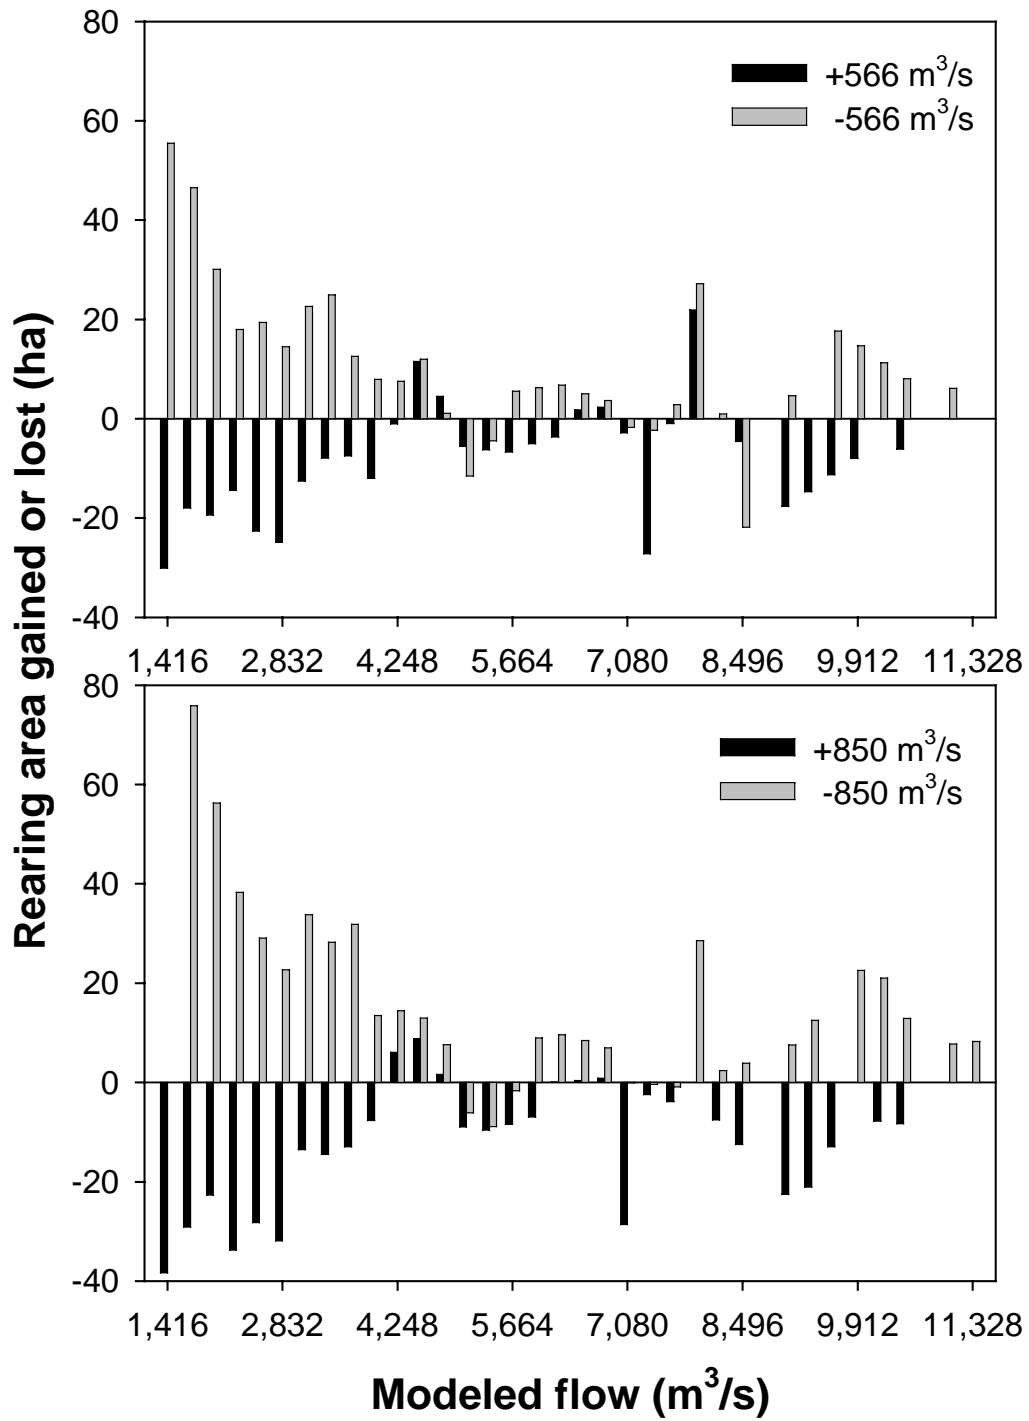 Rearing area gained or lost (ha)
80
60
40
20
0
-20
-40
+566 m³/s
-566 m³/s
1,416 2,832 4,248 5,664 7,080 8,496 9,912 11,328
80
60
40
20
0
-20
-40
+850 m³/s
-850 m³/s
1,416 2,832 4,248 5,664 7,080 8,496 9,912 11,328
Modeled flow (m³/s)